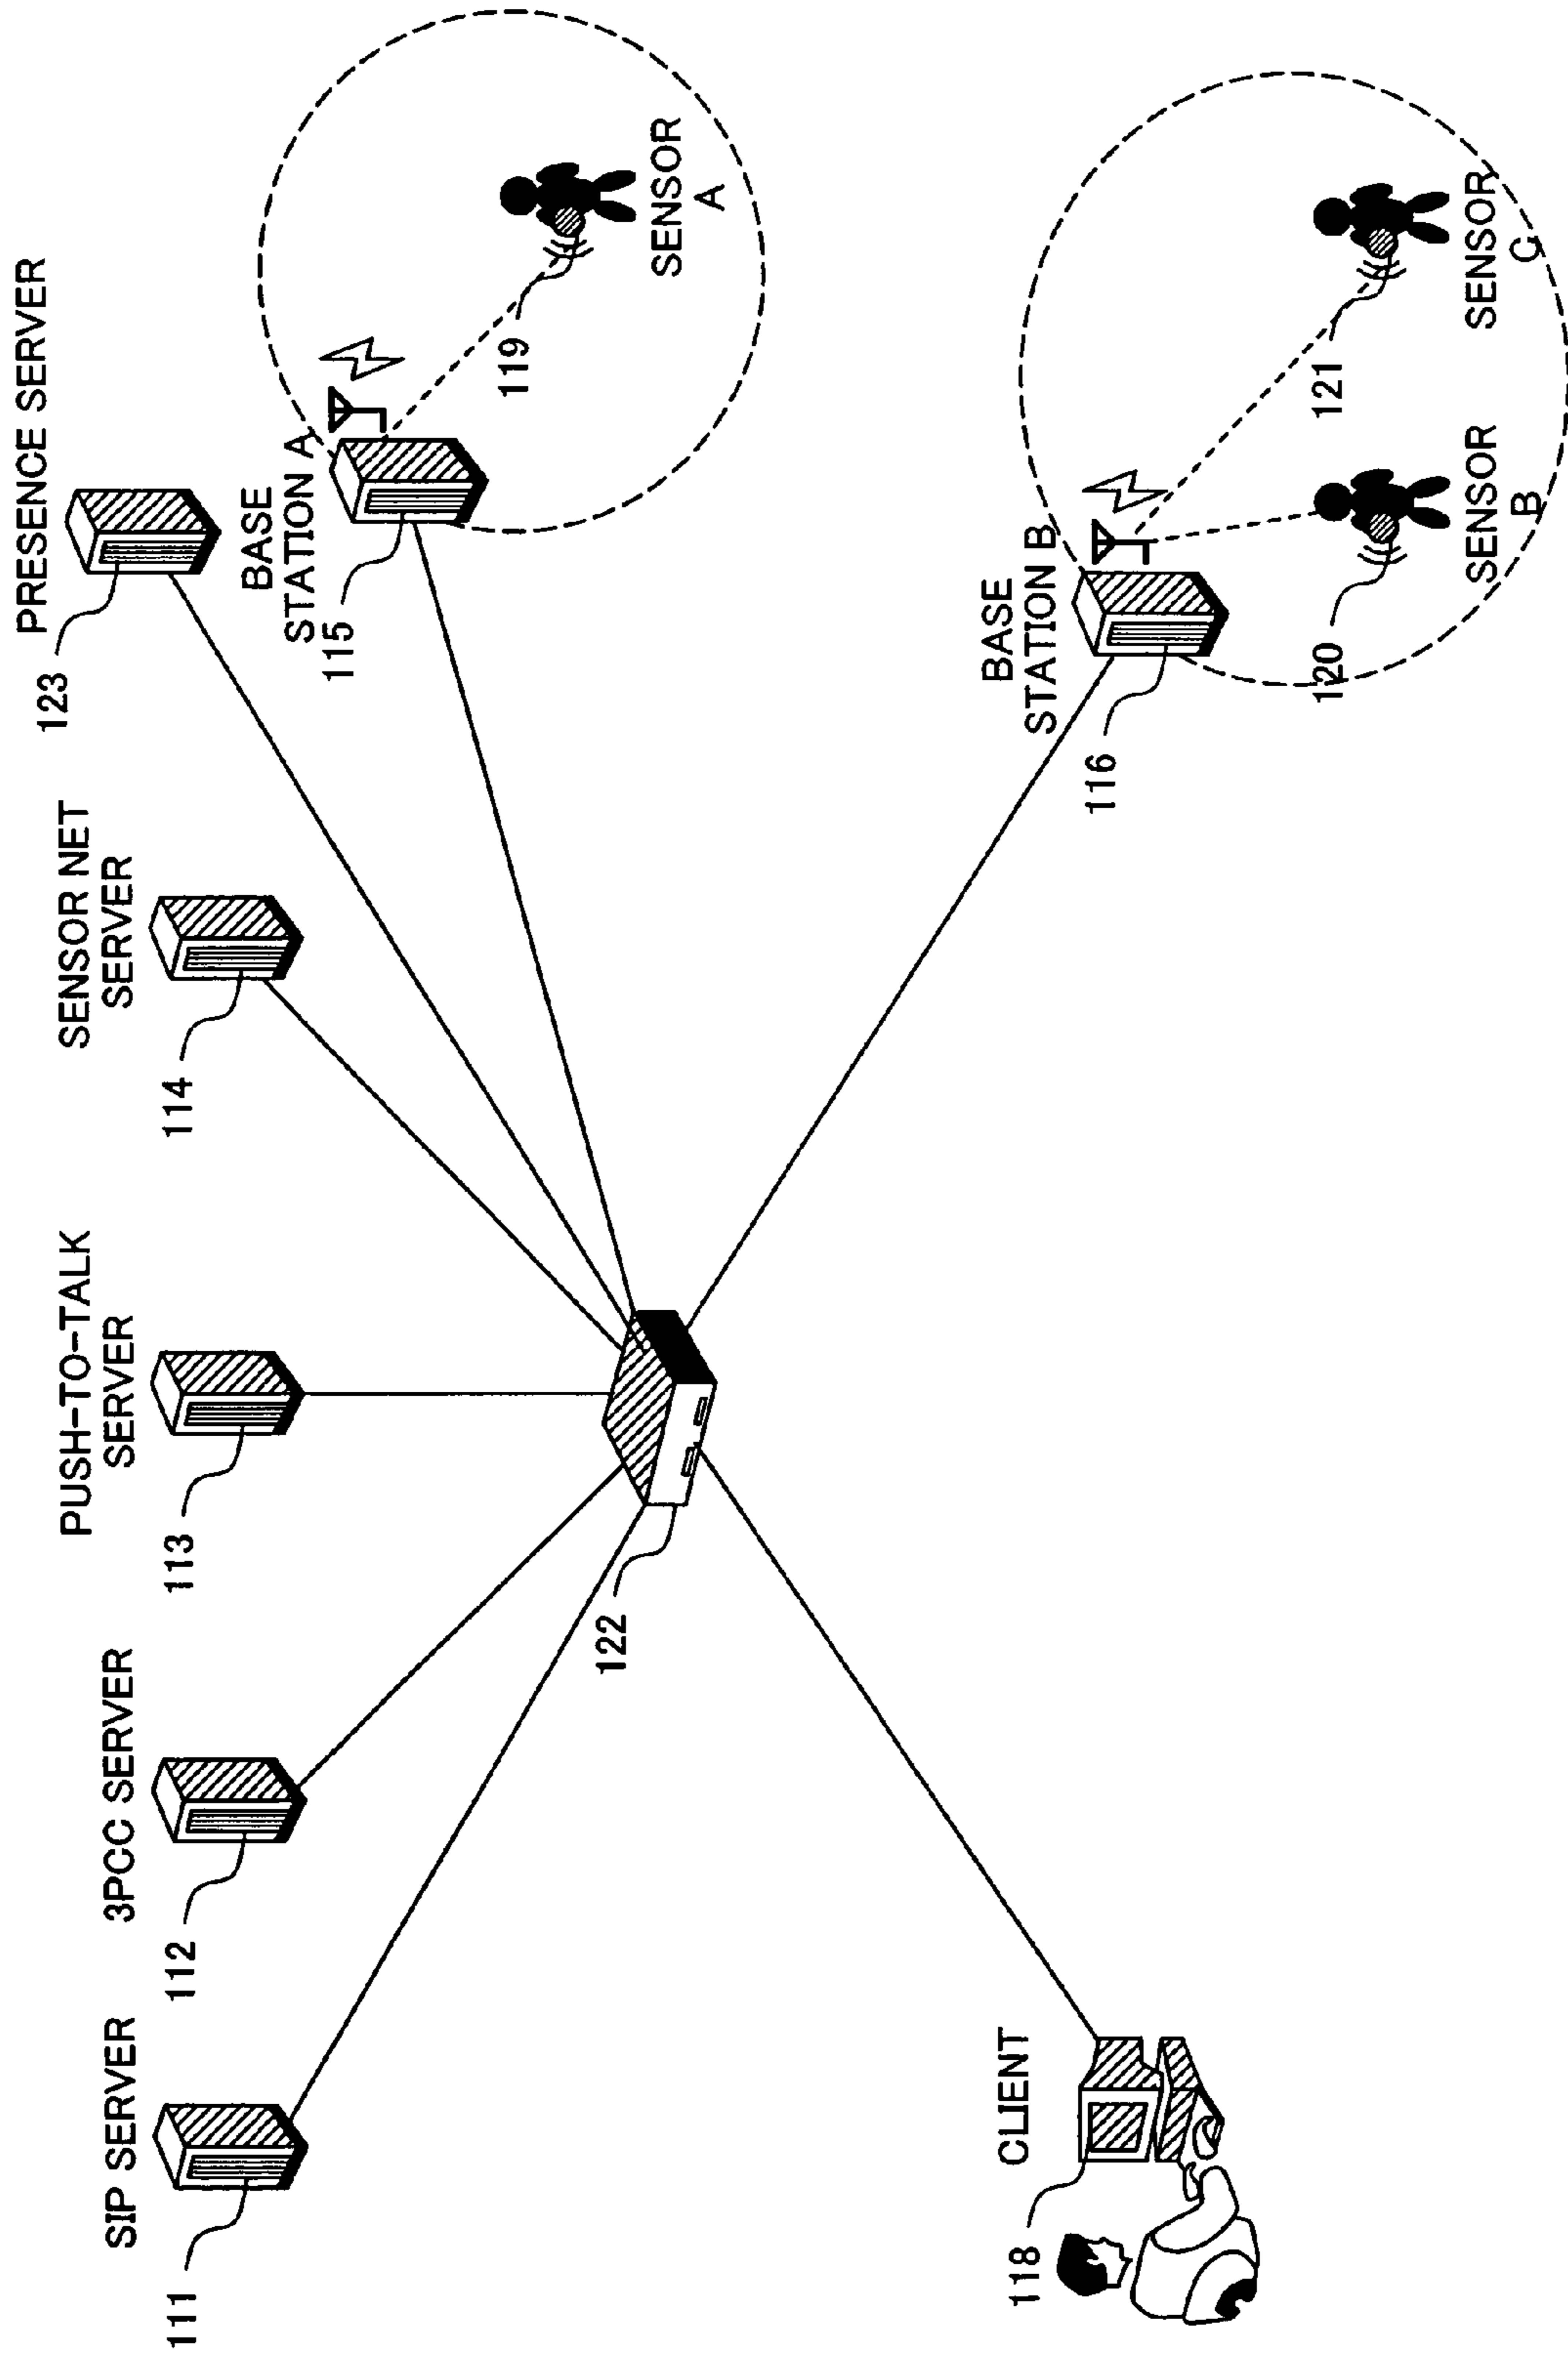 SIP SERVER
111
3PCC SERVER
112
PUSH-TO-TALK
SERVER
113
SENSOR NET
SERVER
114
PRESENCE SERVER
123
BASE
STATION A
115
119
SENSOR
A
122
CLIENT
118
BASE
STATION B
116
120
SENSOR
B
121
SENSOR
C